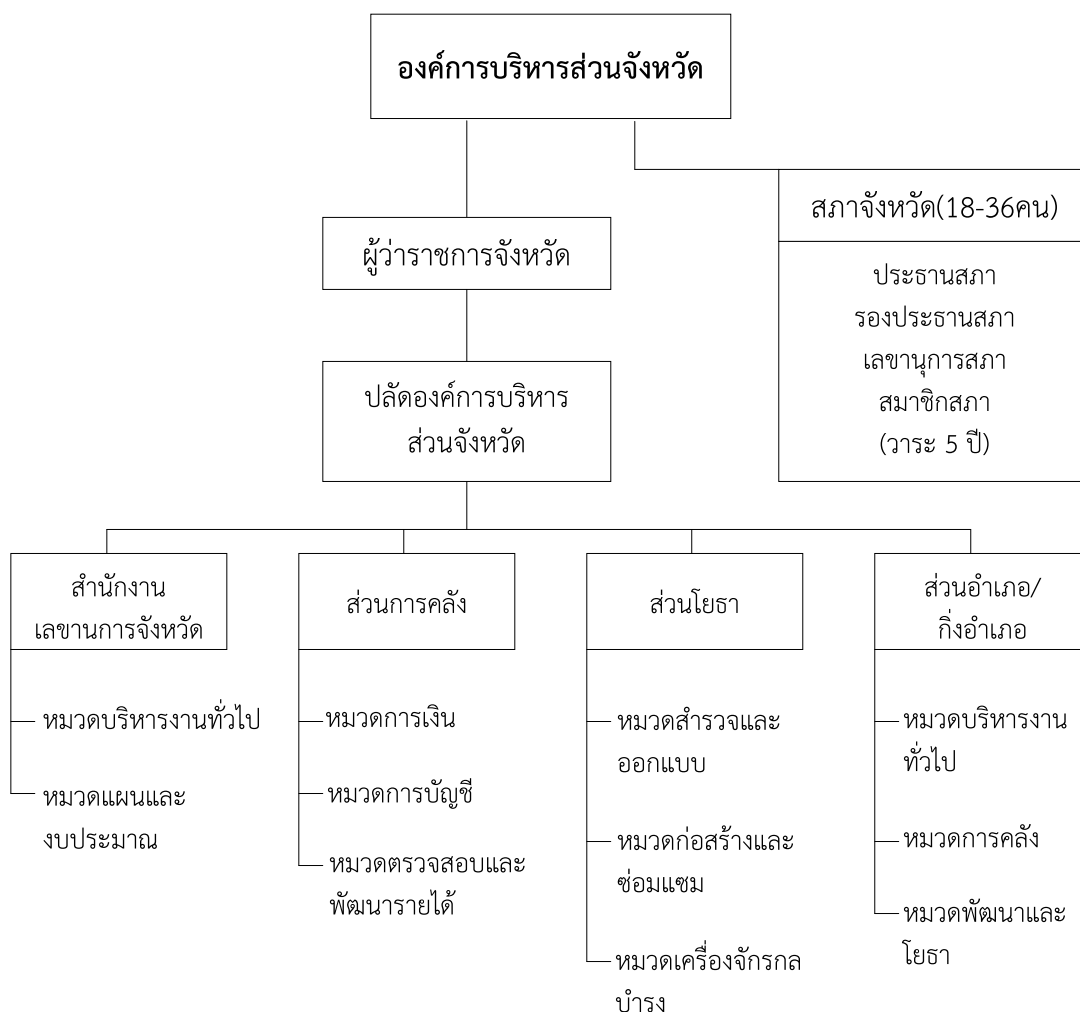 องค์การบริหารส่วนจังหวัด
สภาจังหวัด(18-36คน)
ประธานสภา
รองประธานสภา
เลขานุการสภา
สมาชิกสภา
(วาระ 5 ปี)
ผู้ว่าราชการจังหวัด
ปลัดองค์การบริหาร
ส่วนจังหวัด
สำนักงาน
เลขานการจังหวัด
หมวดบริหารงานทั่วไป
หมวดแผนและ
งบประมาณ
ส่วนการคลัง
หมวดการเงิน
หมวดการบัญชี
หมวดตรวจสอบและ
พัฒนารายได้
ส่วนโยธา
หมวดสำรวจและ
ออกแบบ
หมวดก่อสร้างและ
ซ่อมแซม
หมวดเครื่องจักรกล
บำรุง
ส่วนอำเภอ/
กิ่งอำเภอ
หมวดบริหารงาน
ทั่วไป
หมวดการคลัง
หมวดพัฒนาและ
โยธา